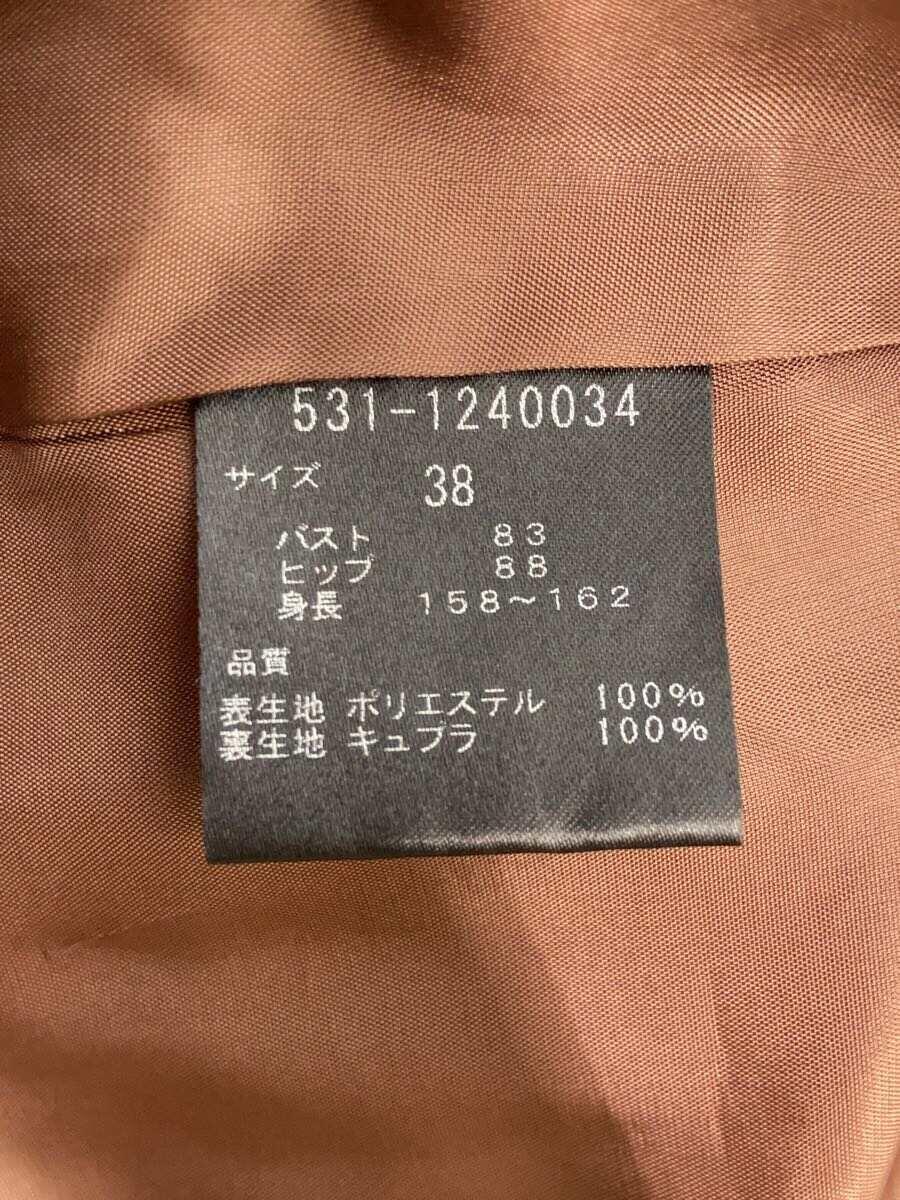 531-1240034
サイズ 38
バスト 83
ヒップ 88
身長 158～162
品質
表生地 ポリエステル 100%
裏生地 キュプラ 100%